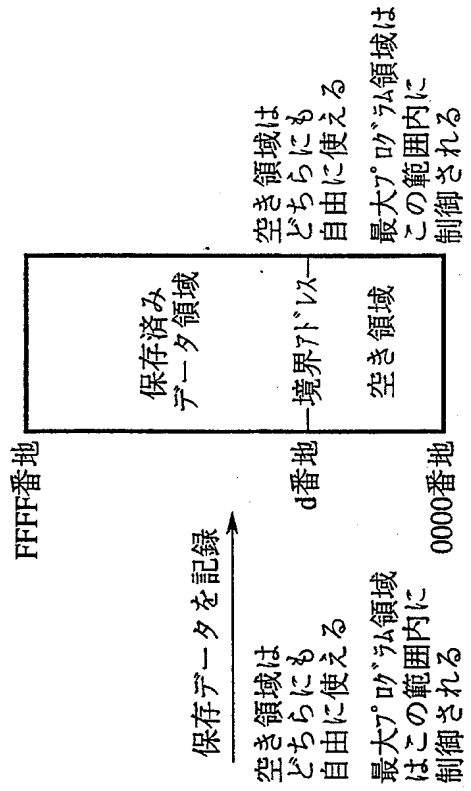 保存データを記録
空き領域は
どちらにも
自由に使える
最大プログラム領域
はこの範囲内に
制御される
FFFF番地
d番地
0000番地
保存済み
データ領域
境界アドレス
空き領域
空き領域は
どちらにも
自由に使える
最大プログラム領域は
この範囲内に
制御される